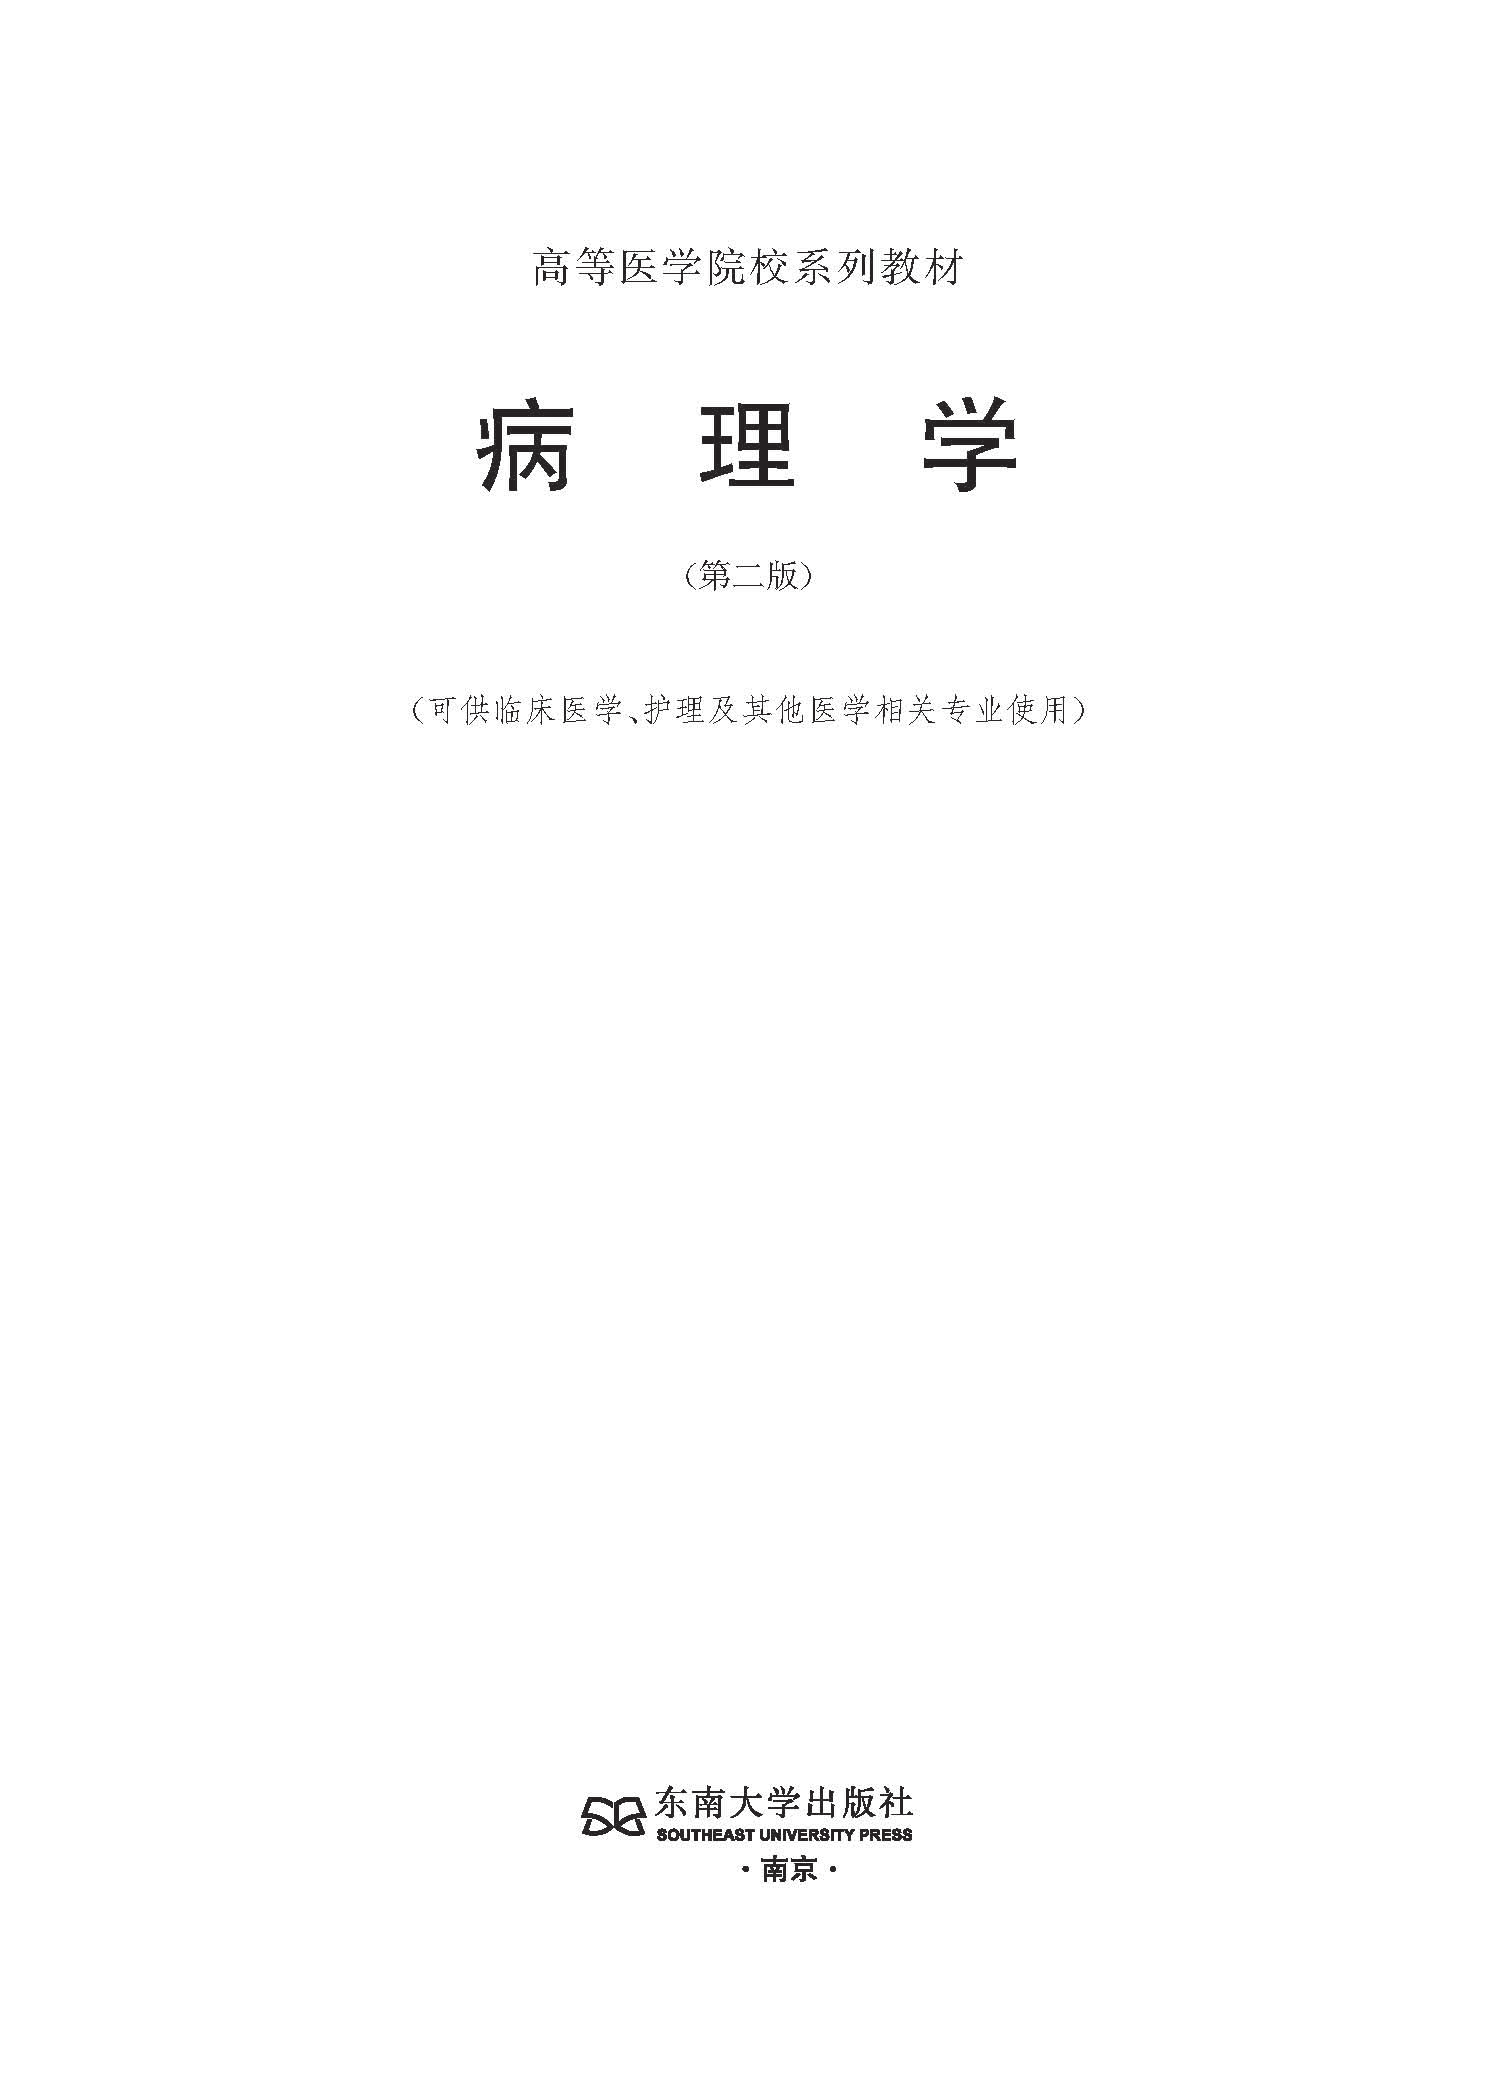 高等医学院校系列教材
病理学
（第二版）
（可供临床医学、护理及其他医学相关专业使用）
东南大学出版社
SOUTHEAST UNIVERSITY PRESS
·南京·